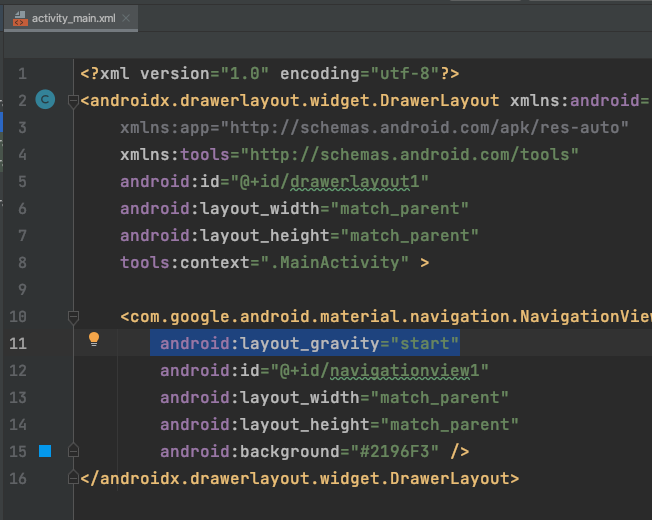 activity_main.xml
1 <?xml version="1.0" encoding="utf-8"?>
2 <androidx.drawerlayout.widget.DrawerLayout xmlns:android=
3 xmlns:app="http://schemas.android.com/apk/res-auto"
4 xmlns:tools="http://schemas.android.com/tools"
5 android:id="@+id/drawerlayout1"
6 android:layout_width="match_parent"
7 android:layout_height="match_parent"
8 tools:context=".MainActivity" >
9
10 <com.google.android.material.navigation.NavigationView
11 android:layout_gravity="start"
12 android:id="@+id/navigationview1"
13 android:layout_width="match_parent"
14 android:layout_height="match_parent"
15 android:background="#2196F3" />
16 </androidx.drawerlayout.widget.DrawerLayout>